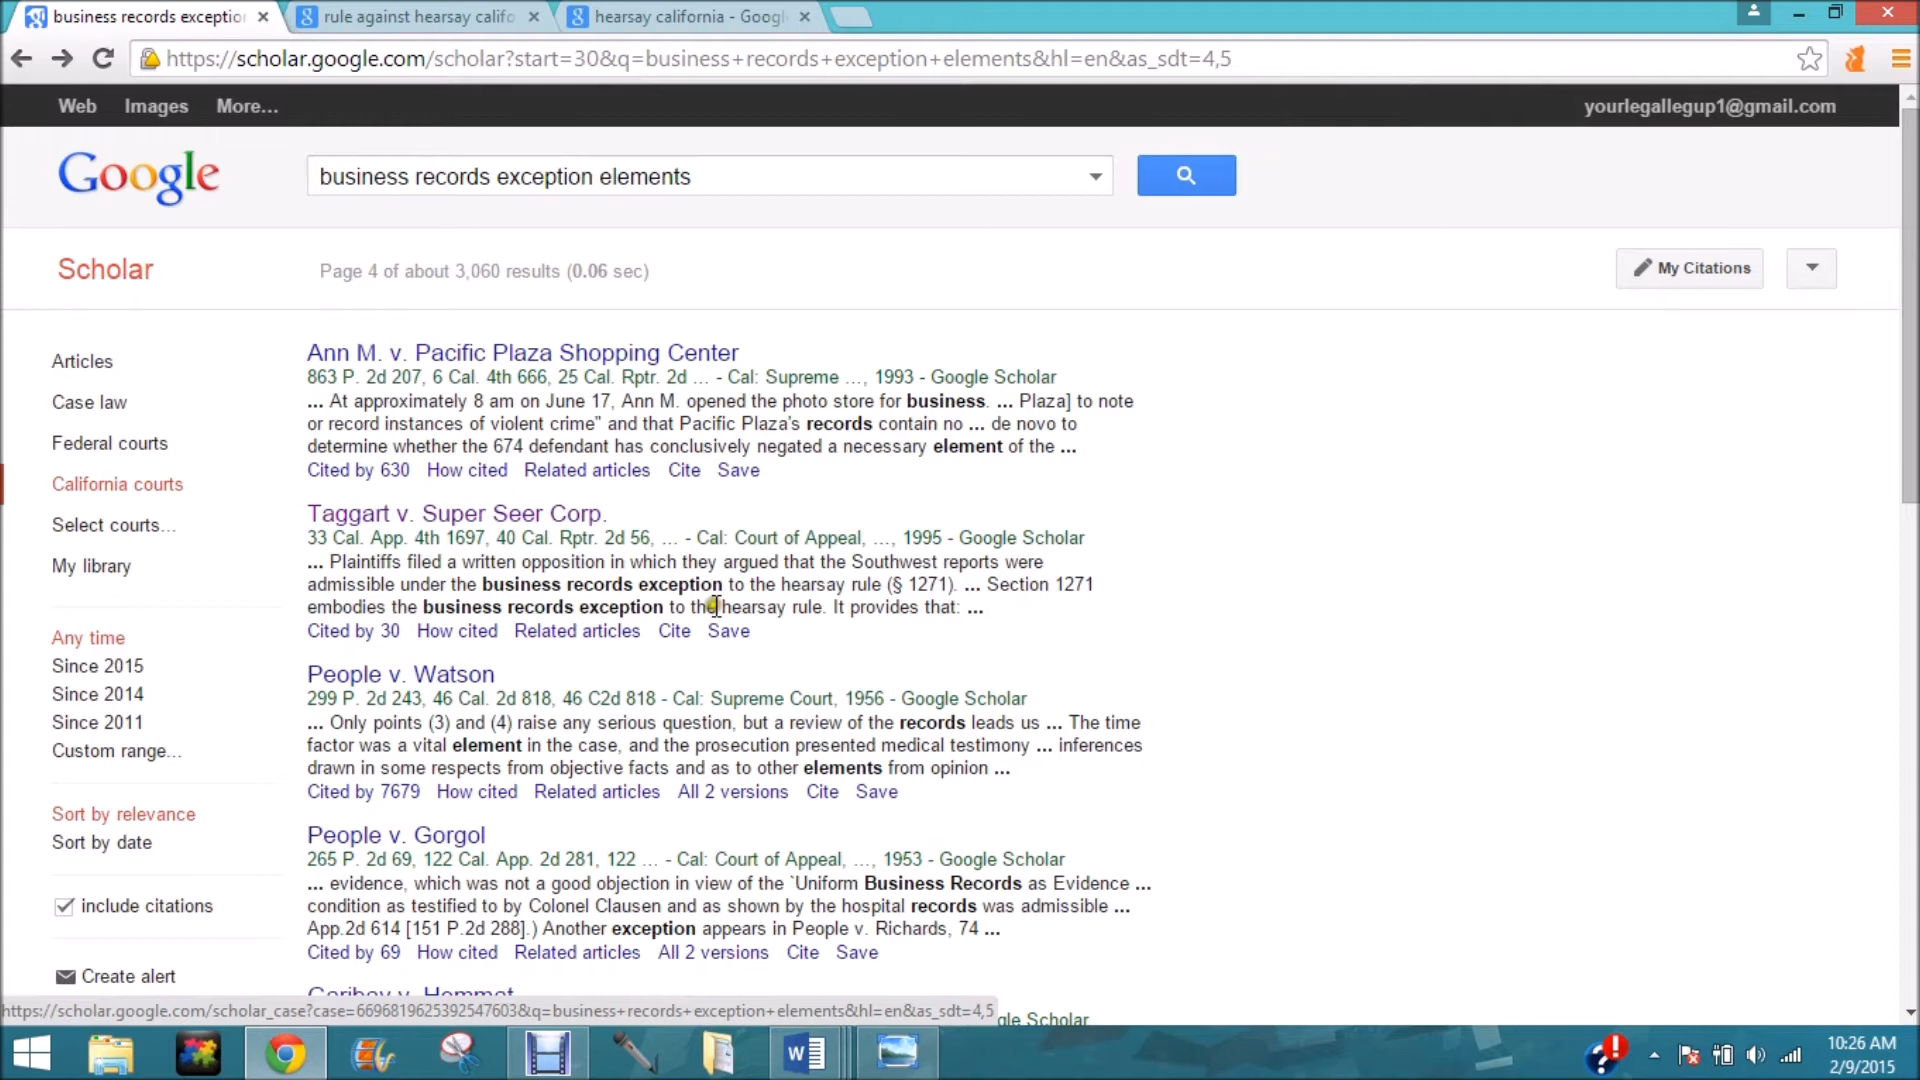 business records exceptio
rule against hearsay califo
hearsay california - Googl
https://scholar.google.com/scholar?start=30&q=business+records+exception+elements&hl=en&as_sdt=4,5
Web Images More...
yourlegallegup1@gmail.com
Google
business records exception elements
Scholar
Page 4 of about 3,060 results (0.06 sec)
My Citations
Articles
Case law
Federal courts
California courts
Select courts...
My library
Any time
Since 2015
Since 2014
Since 2011
Custom range...
Sort by relevance
Sort by date
include citations
Create alert
Ann M. v. Pacific Plaza Shopping Center
863 P. 2d 207, 6 Cal. 4th 666, 25 Cal. Rptr. 2d ... - Cal: Supreme ..., 1993 - Google Scholar
... At approximately 8 am on June 17, Ann M. opened the photo store for business. ... Plaza] to note
or record instances of violent crime" and that Pacific Plaza's records contain no ... de novo to
determine whether the 674 defendant has conclusively negated a necessary element of the ...
Cited by 630 How cited Related articles Cite Save
Taggart v. Super Seer Corp.
33 Cal. App. 4th 1697, 40 Cal. Rptr. 2d 56, ... - Cal: Court of Appeal, ..., 1995 - Google Scholar
... Plaintiffs filed a written opposition in which they argued that the Southwest reports were
admissible under the business records exception to the hearsay rule (§ 1271). ... Section 1271
embodies the business records exception to the hearsay rule. It provides that: ...
Cited by 30 How cited Related articles Cite Save
People v. Watson
299 P. 2d 243, 46 Cal. 2d 818, 46 C2d 818 - Cal: Supreme Court, 1956 - Google Scholar
... Only points (3) and (4) raise any serious question, but a review of the records leads us ... The time
factor was a vital element in the case, and the prosecution presented medical testimony ... inferences
drawn in some respects from objective facts and as to other elements from opinion ...
Cited by 7679 How cited Related articles All 2 versions Cite Save
People v. Gorgol
265 P. 2d 69, 122 Cal. App. 2d 281, 122 ... - Cal: Court of Appeal, ..., 1953 - Google Scholar
... evidence, which was not a good objection in view of the `Uniform Business Records as Evidence ...
condition as testified to by Colonel Clausen and as shown by the hospital records was admissible ...
App.2d 614 [151 P.2d 288].) Another exception appears in People v. Richards, 74 ...
Cited by 69 How cited Related articles All 2 versions Cite Save
Garibay v. Hemmat
https://scholar.google.com/scholar_case?case=6696819625392547603&q=business+records+exception+elements&hl=en&as_sdt=4,5
gle Scholar
10:26 AM
2/9/2015